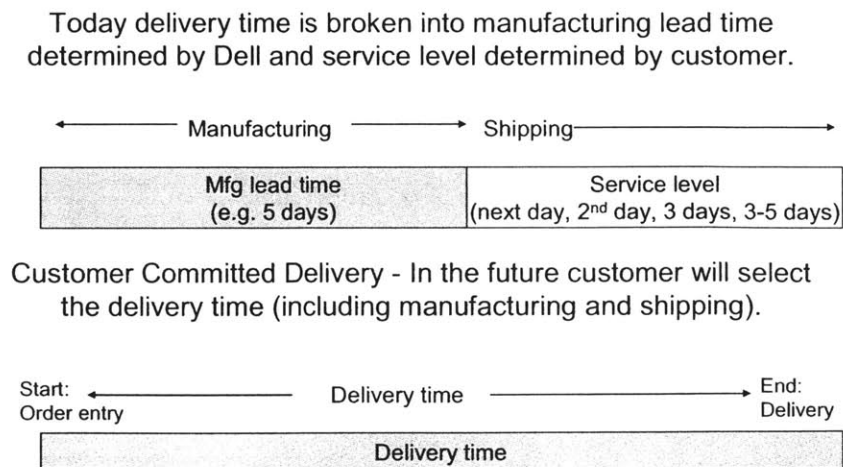 Today delivery time is broken into manufacturing lead time
determined by Dell and service level determined by customer.
Manufacturing Shipping
Mfg lead time Service level
(e.g. 5 days) (next day, 2nd day, 3 days, 3-5 days)
Customer Committed Delivery - In the future customer will select
the delivery time (including manufacturing and shipping).
Start: Delivery time End:
Order entry Delivery
Delivery time